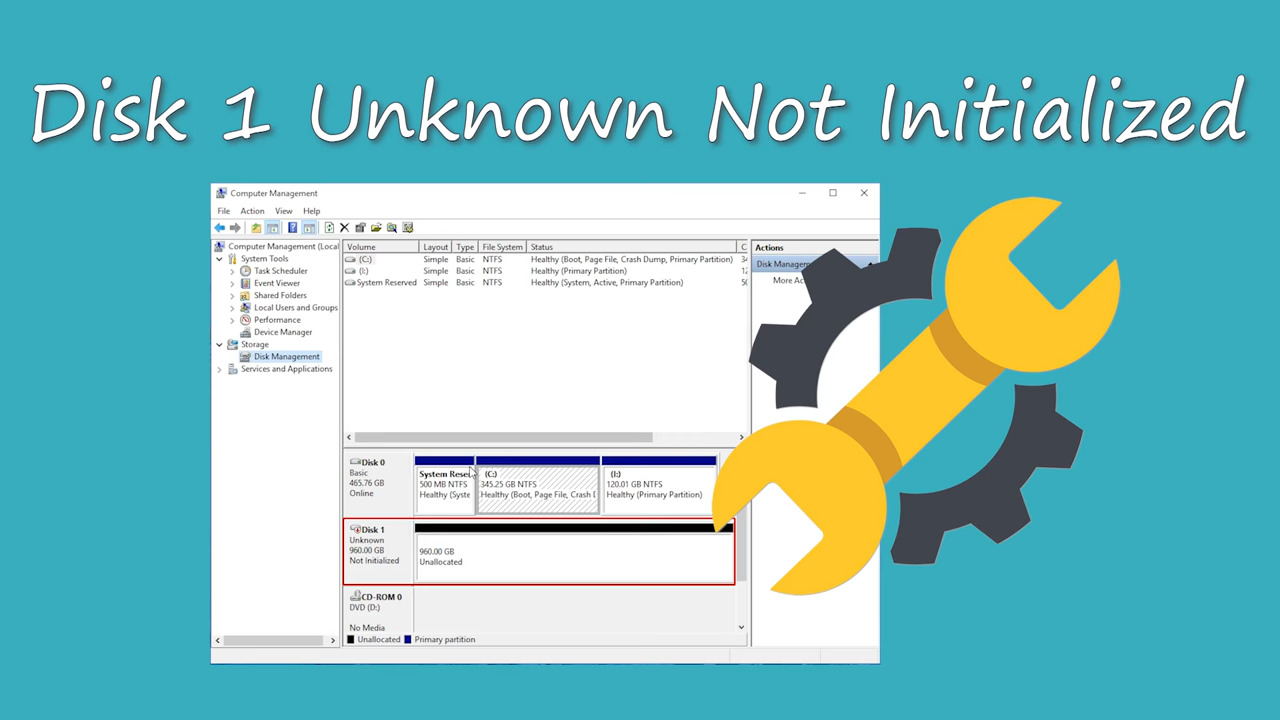 Disk 1 Unknown Not Initialized
Computer Management
File Action View Help
Computer Management (Local
System Tools
Task Scheduler
Event Viewer
Shared Folders
Local Users and Groups
Performance
Device Manager
Storage
Disk Management
Services and Applications
Volume Layout Type File System Status C
(C:) Simple Basic NTFS Healthy (Boot, Page File, Crash Dump, Primary Partition) 34
(I:) Simple Basic NTFS Healthy (Primary Partition) 12
System Reserved Simple Basic NTFS Healthy (System, Active, Primary Partition) 50
Actions
Disk Manage
More Ac
Disk 0
Basic
465.76 GB
Online
System Rese
500 MB NTFS
Healthy (Syste
(C:)
345.25 GB NTFS
Healthy (Boot, Page File, Crash D
(I:)
120.01 GB NTFS
Healthy (Primary Partition)
Disk 1
Unknown
960.00 GB
Not Initialized
960.00 GB
Unallocated
CD-ROM 0
DVD (D:)
No Media
Unallocated Primary partition